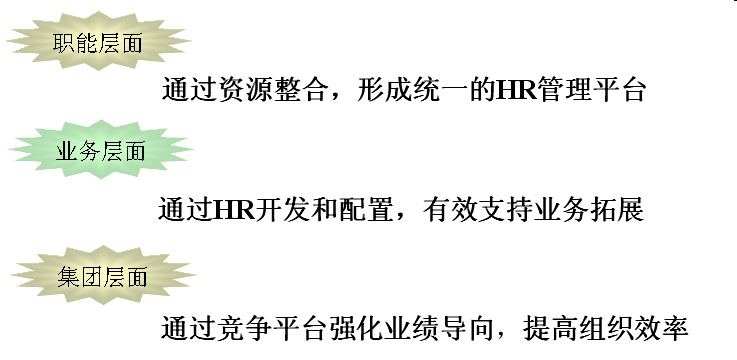 职能层面
通过资源整合，形成统一的HR管理平台
业务层面
通过HR开发和配置，有效支持业务拓展
集团层面
通过竞争平台强化业绩导向，提高组织效率